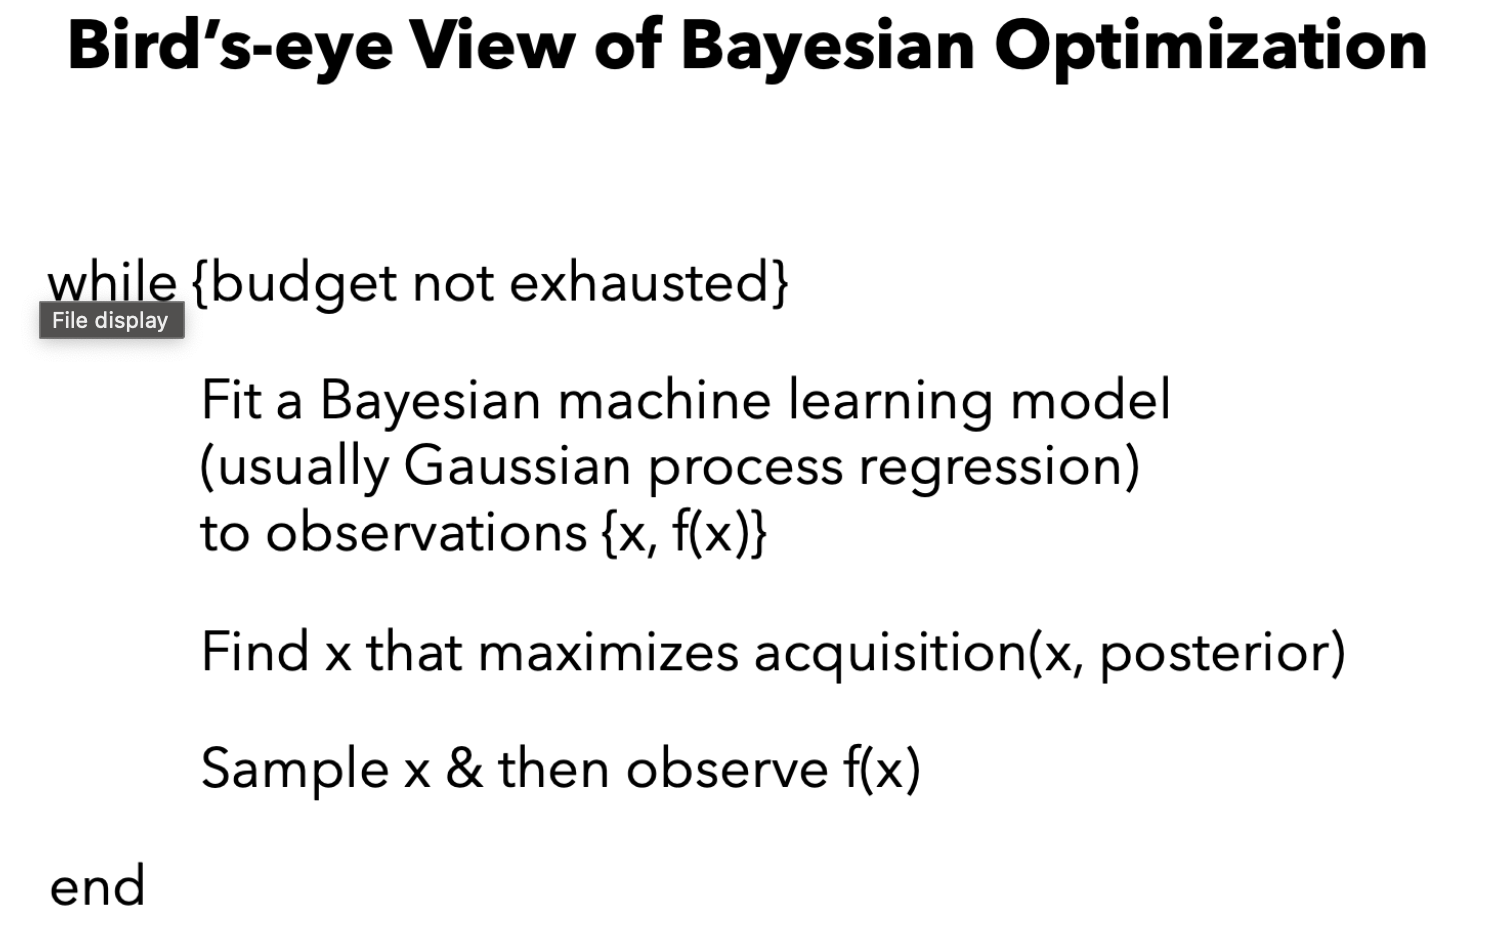 Bird’s-eye View of Bayesian Optimization
while {budget not exhausted}
File display
Fit a Bayesian machine learning model
(usually Gaussian process regression)
to observations {x, f(x)}
Find x that maximizes acquisition(x, posterior)
Sample x & then observe f(x)
end